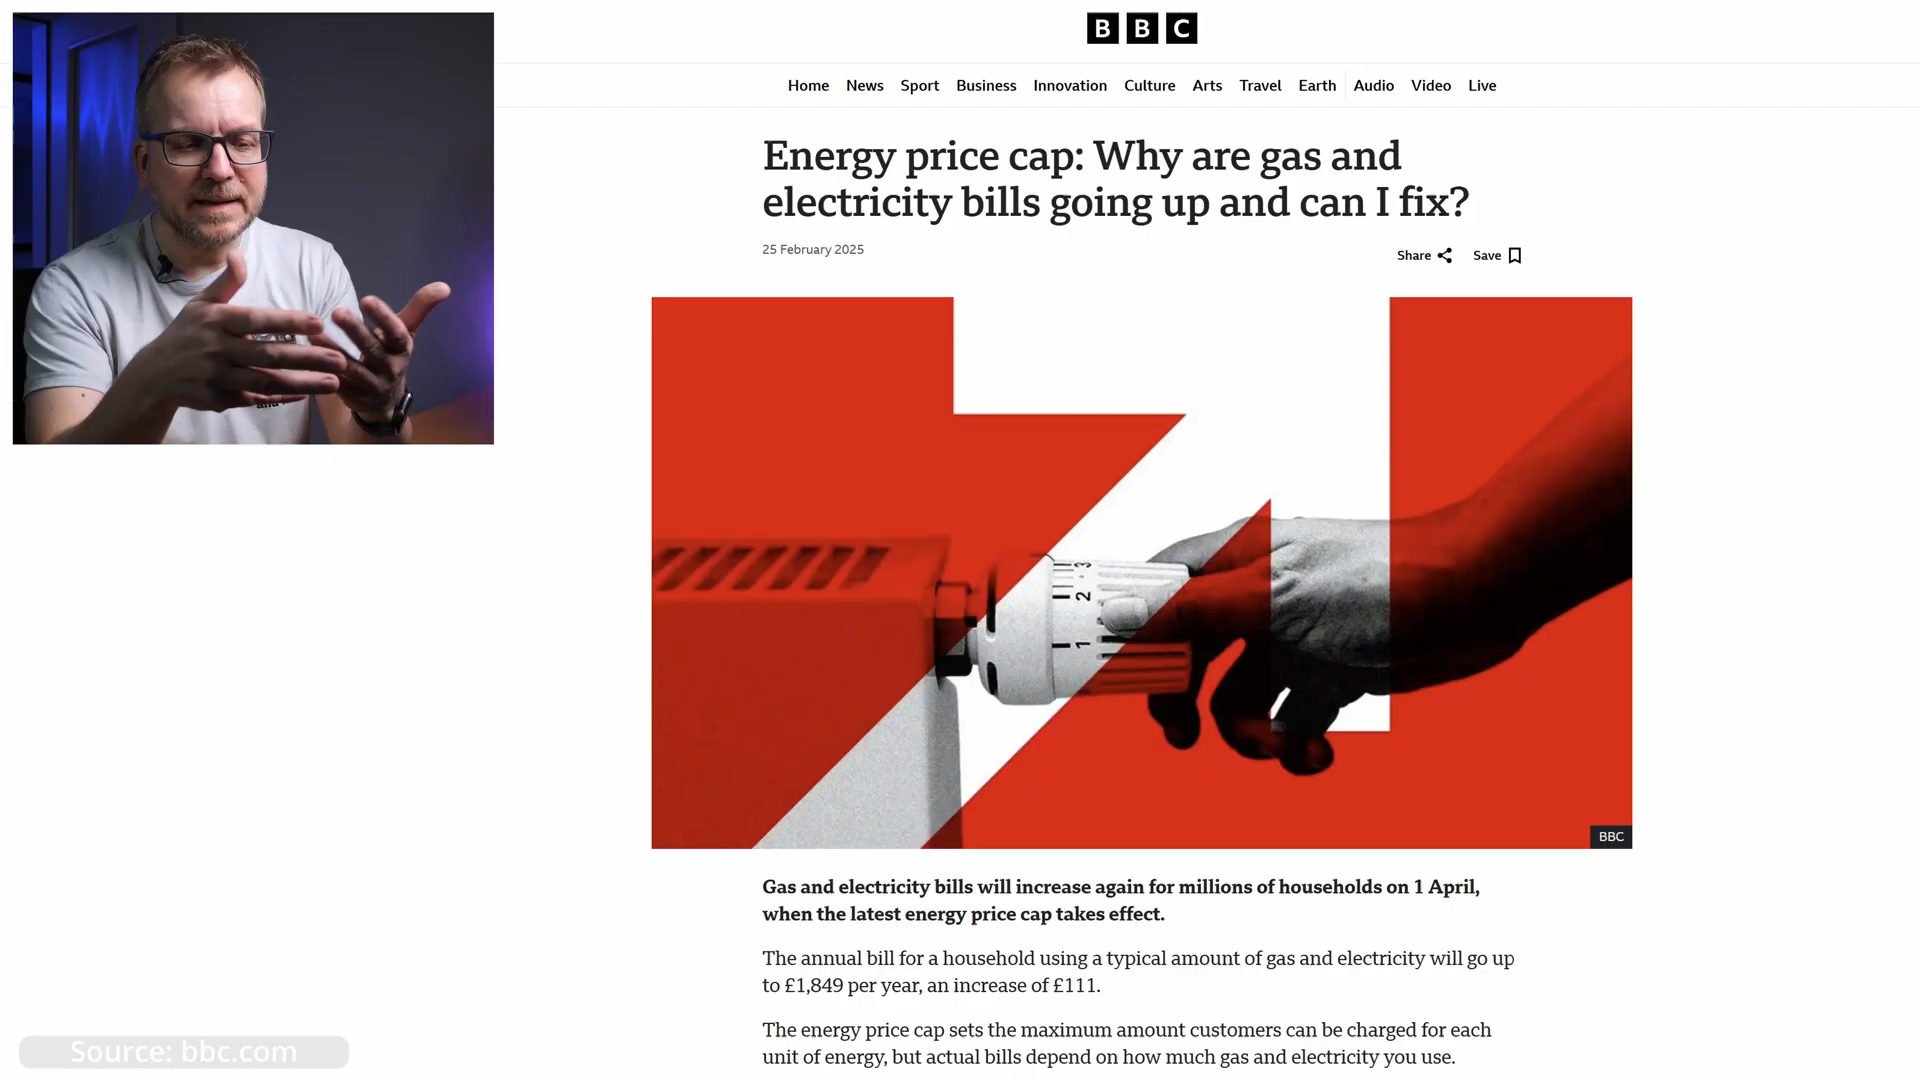 BBC
Home News Sport Business Innovation Culture Arts Travel Earth Audio Video Live
Energy price cap: Why are gas and
electricity bills going up and can I fix?
25 February 2025
Share
Save
3
2
1
BBC
Gas and electricity bills will increase again for millions of households on 1 April,
when the latest energy price cap takes effect.
The annual bill for a household using a typical amount of gas and electricity will go up
to £1,849 per year, an increase of £111.
The energy price cap sets the maximum amount customers can be charged for each
unit of energy, but actual bills depend on how much gas and electricity you use.
Source: bbc.com